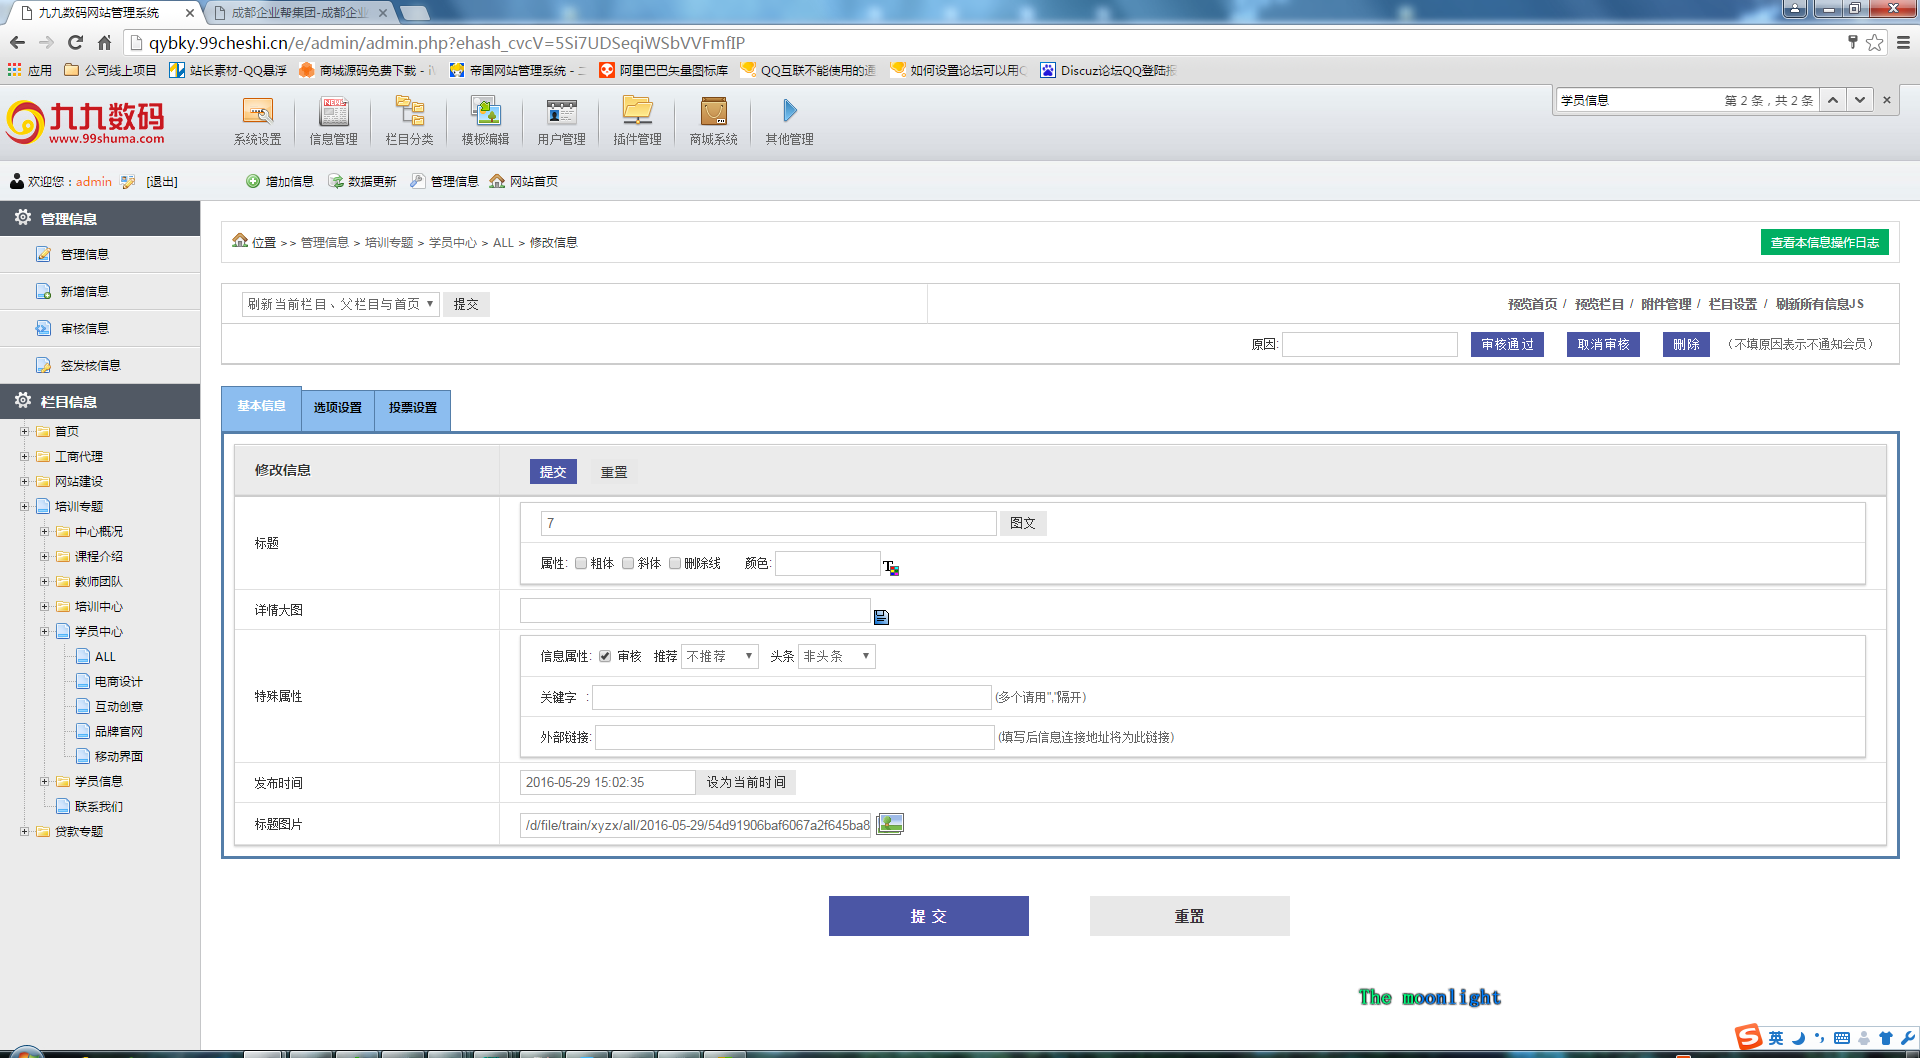 九九数码网站管理系统
成都企业帮集团-成都企业
qybky.99cheshi.cn/e/admin/admin.php?ehash_cvcV=5Si7UDSeqiWSbVVFmfIP
应用 公司线上项目 站长素材-QQ悬浮 商城源码免费下载 - 帝国网站管理系统 - 阿里巴巴矢量图标库 QQ互联不能使用的 如何设置论坛可以用 Discuz论坛QQ登陆
学员信息 第 2 条，共 2 条
九九数码
www.99shuma.com
NEWS
系统设置 信息管理 栏目分类 模板编辑 用户管理 插件管理 商城系统 其他管理
欢迎您：admin [退出] 增加信息 数据更新 管理信息 网站首页
管理信息
管理信息
新增信息
审核信息
签发核信息
栏目信息
首页
工商代理
网站建设
培训专题
中心概况
课程介绍
教师团队
培训中心
学员中心
ALL
电商设计
互动创意
品牌官网
移动界面
学员信息
联系我们
贷款专题
位置 >> 管理信息 > 培训专题 > 学员中心 > ALL > 修改信息 查看本信息操作日志
刷新当前栏目、父栏目与首页 提交 预览首页 / 预览栏目 / 附件管理 / 栏目设置 / 刷新所有信息JS
原因: 审核通过 取消审核 删除 （不填原因表示不通知会员）
基本信息 选项设置 投票设置
修改信息 提交 重置
标题 7 图文
属性: 粗体 斜体 删除线 颜色:
详情大图
特殊属性
信息属性: 审核 推荐 不推荐 头条 非头条
关键字 : (多个请用","隔开)
外部链接: (填写后信息连接地址将为此链接)
发布时间 2016-05-29 15:02:35 设为当前时间
标题图片 /d/file/train/xyzx/all/2016-05-29/54d91906baf6067a2f645ba8
提 交 重置
The moonlight
英